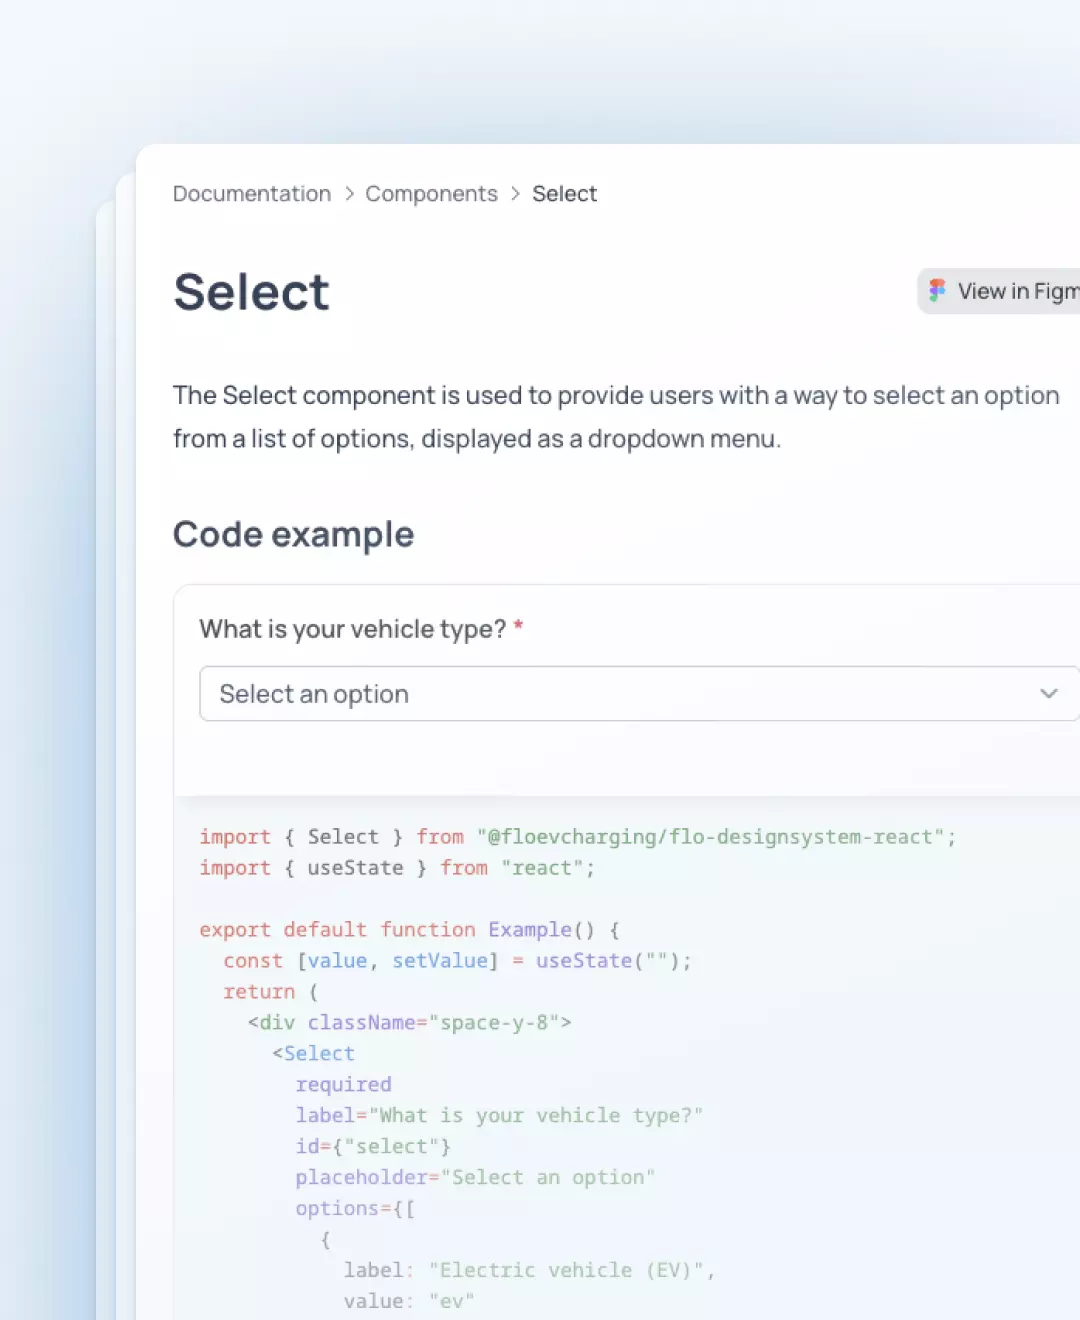 Documentation > Components > Select
Select
View in Figm
The Select component is used to provide users with a way to select an option
from a list of options, displayed as a dropdown menu.
Code example
What is your vehicle type? *
Select an option
import { Select } from "@floevcharging/flo-designsystem-react";
import { useState } from "react";
export default function Example() {
const [value, setValue] = useState("");
return (
<div className="space-y-8">
<Select
required
label="What is your vehicle type?"
id={"select"}
placeholder="Select an option"
options={[
{
label: "Electric vehicle (EV)",
value: "ev"